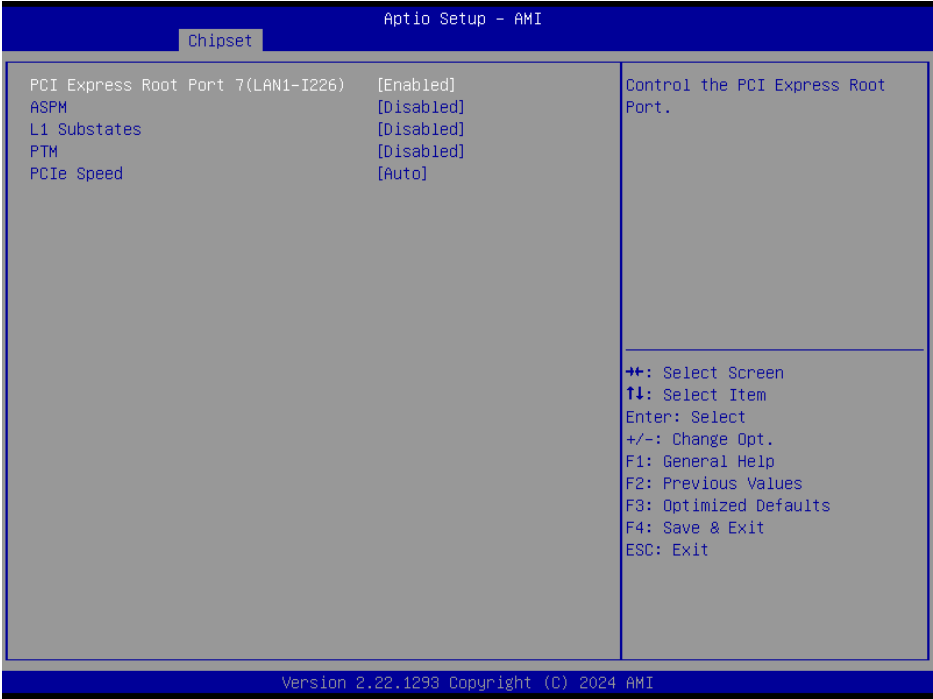 Aptio Setup - AMI
Chipset
PCI Express Root Port 7(LAN1-I226) [Enabled]
ASPM [Disabled]
L1 Substates [Disabled]
PTM [Disabled]
PCIe Speed [Auto]
Control the PCI Express Root
Port.
→←: Select Screen
↑↓: Select Item
Enter: Select
+/-: Change Opt.
F1: General Help
F2: Previous Values
F3: Optimized Defaults
F4: Save & Exit
ESC: Exit
Version 2.22.1293 Copyright (C) 2024 AMI